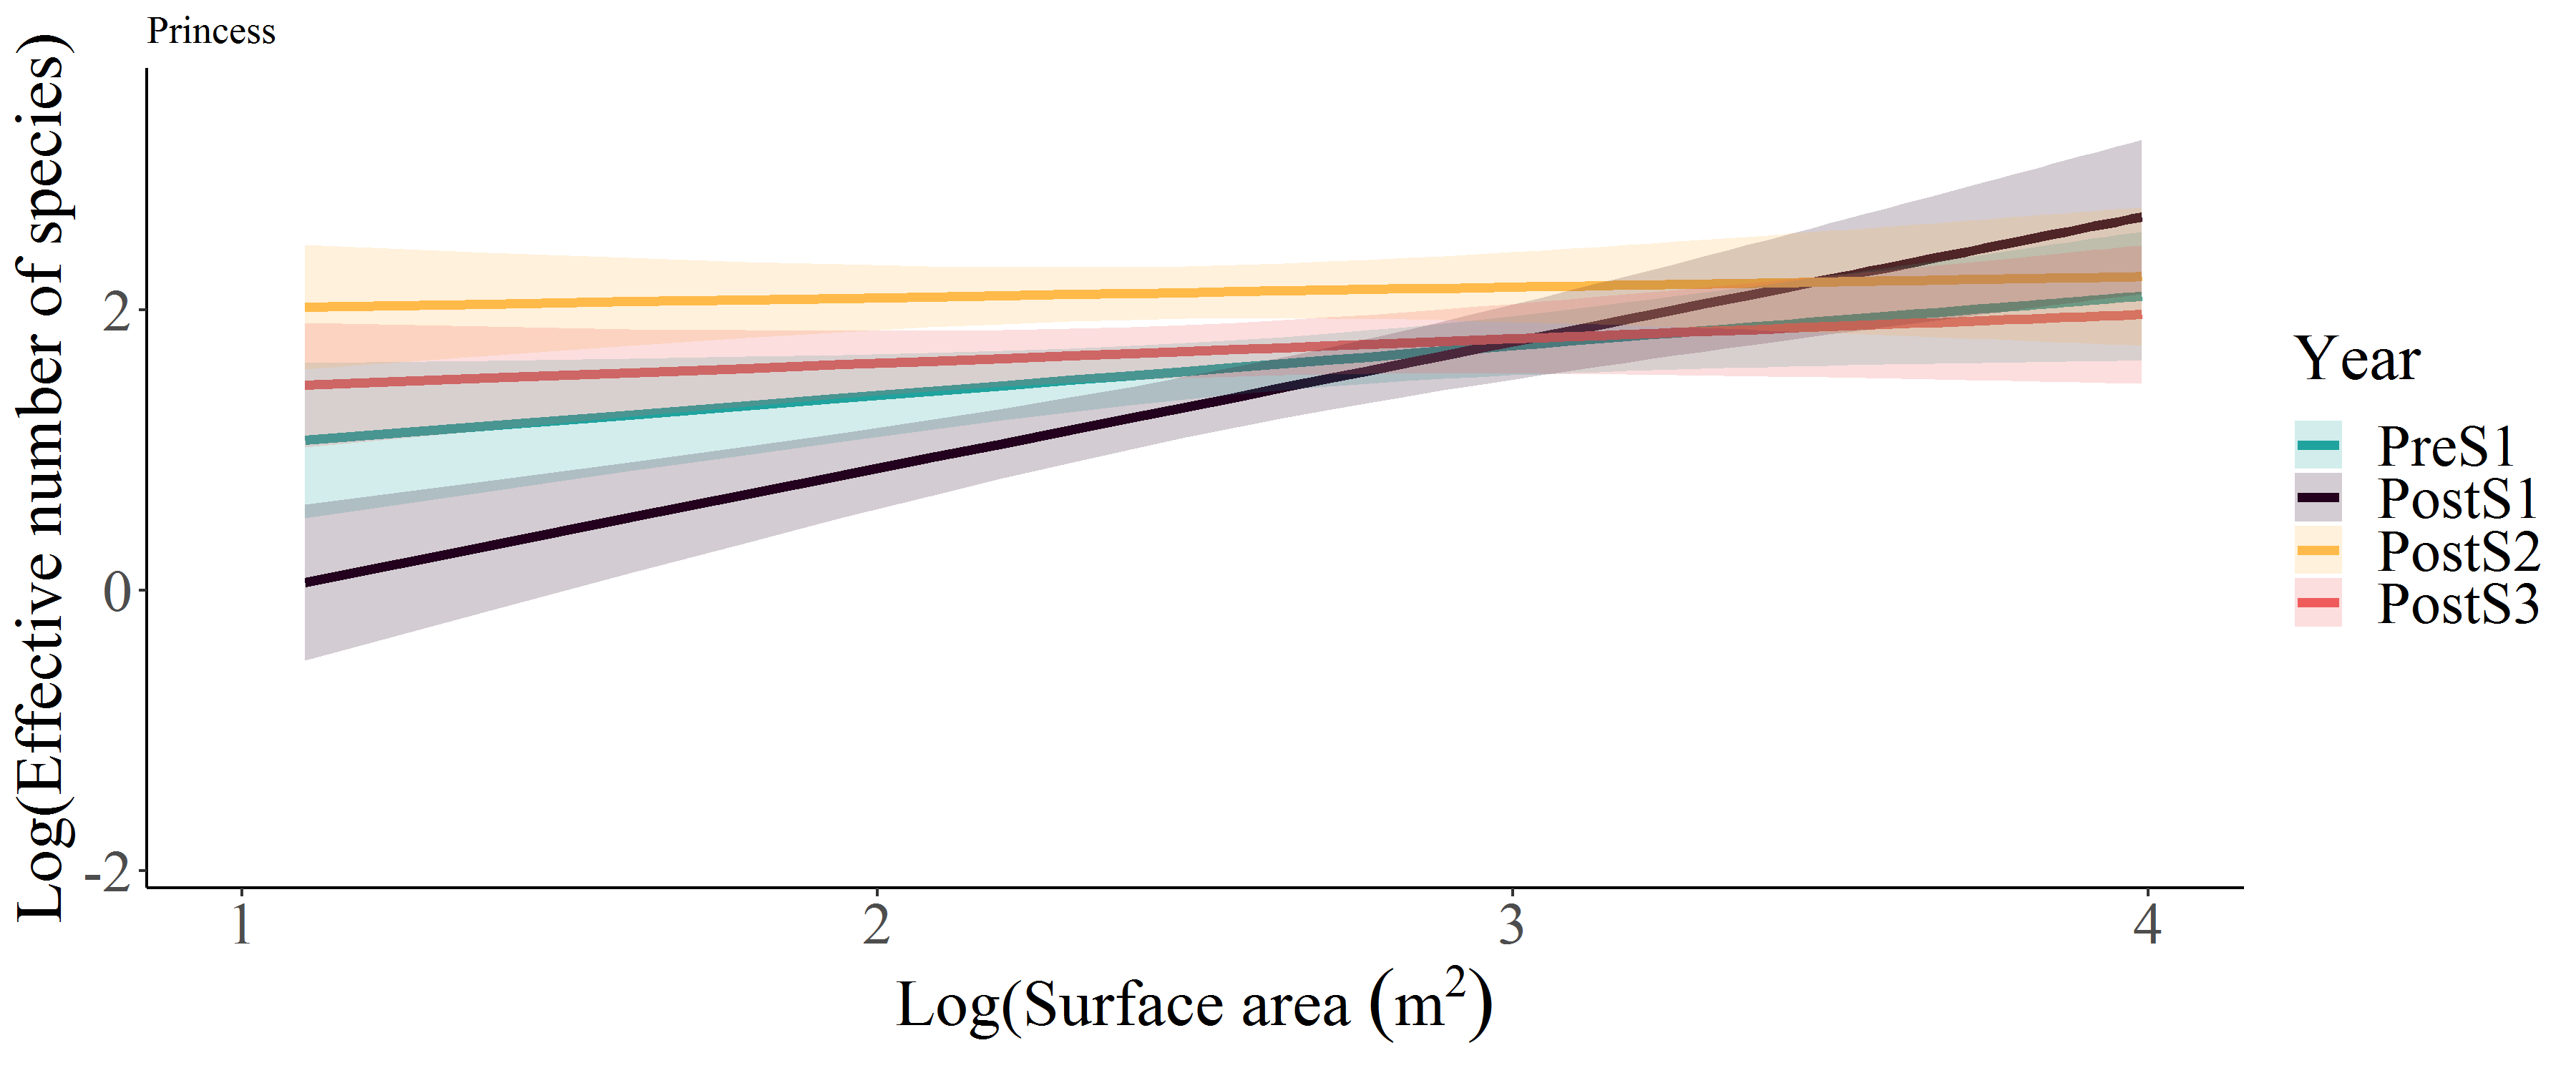 Princess
Log(Effective number of species)
2
0
-2
1 2 3 4
Log(Surface area (m²)
Year
PreS1
PostS1
PostS2
PostS3